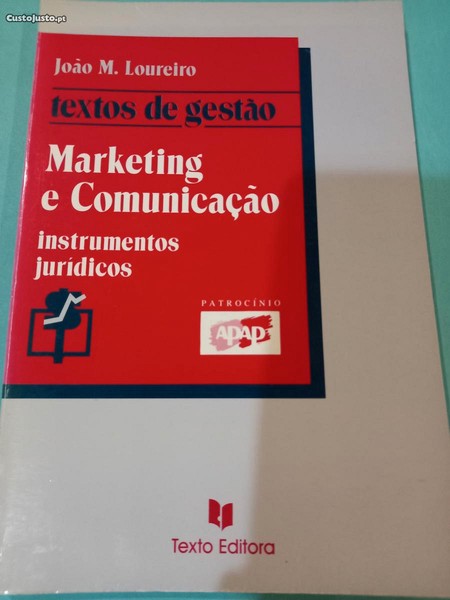 CustoJusto.pt
João M. Loureiro
textos de gestão
Marketing
e Comunicação
instrumentos
jurídicos
PATROCÍNIO
APAP
Texto Editora